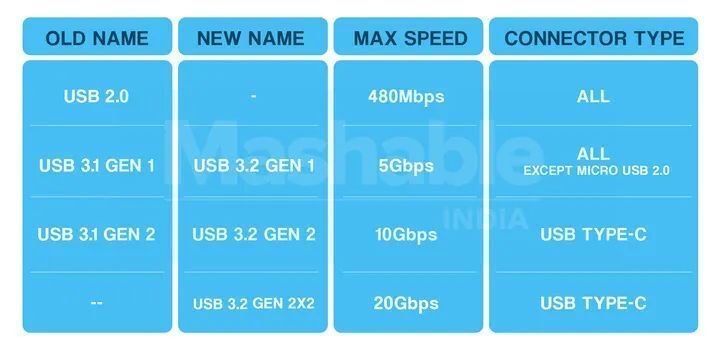 OLD NAME NEW NAME MAX SPEED CONNECTOR TYPE
USB 2.0 - 480Mbps ALL
USB 3.1 GEN 1 USB 3.2 GEN 1 5Gbps ALL
EXCEPT MICRO USB 2.0
USB 3.1 GEN 2 USB 3.2 GEN 2 10Gbps USB TYPE-C
-- USB 3.2 GEN 2X2 20Gbps USB TYPE-C
Mashable
INDIA